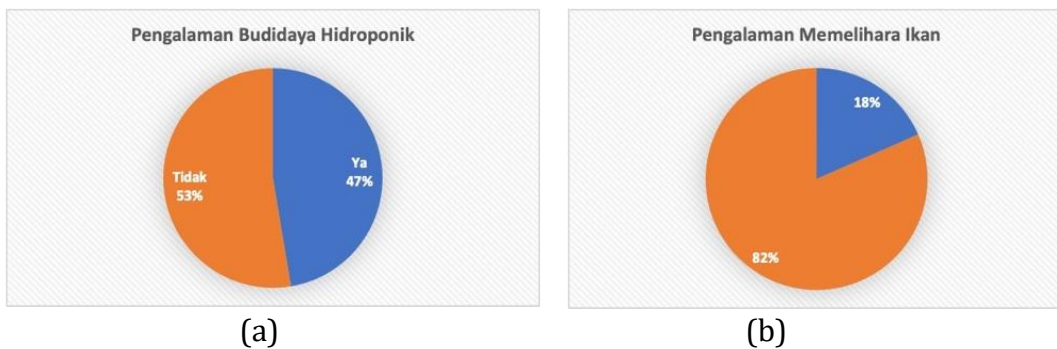 Pengalaman Budidaya Hidroponik
Ya
47%
Tidak
53%
(a)
Pengalaman Memelihara Ikan
18%
82%
(b)